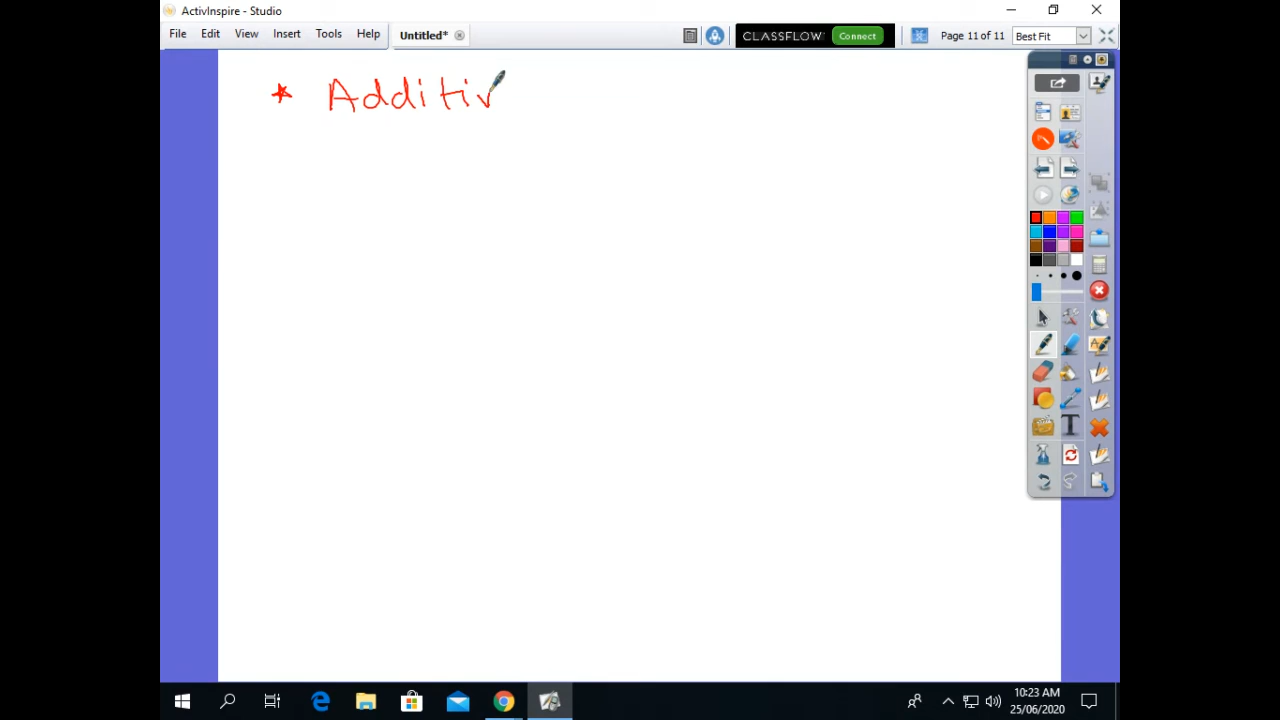 ActivInspire - Studio
File Edit View Insert Tools Help Untitled* CLASSFLOW Connect Page 11 of 11 Best Fit
* Additiv
10:23 AM
25/06/2020